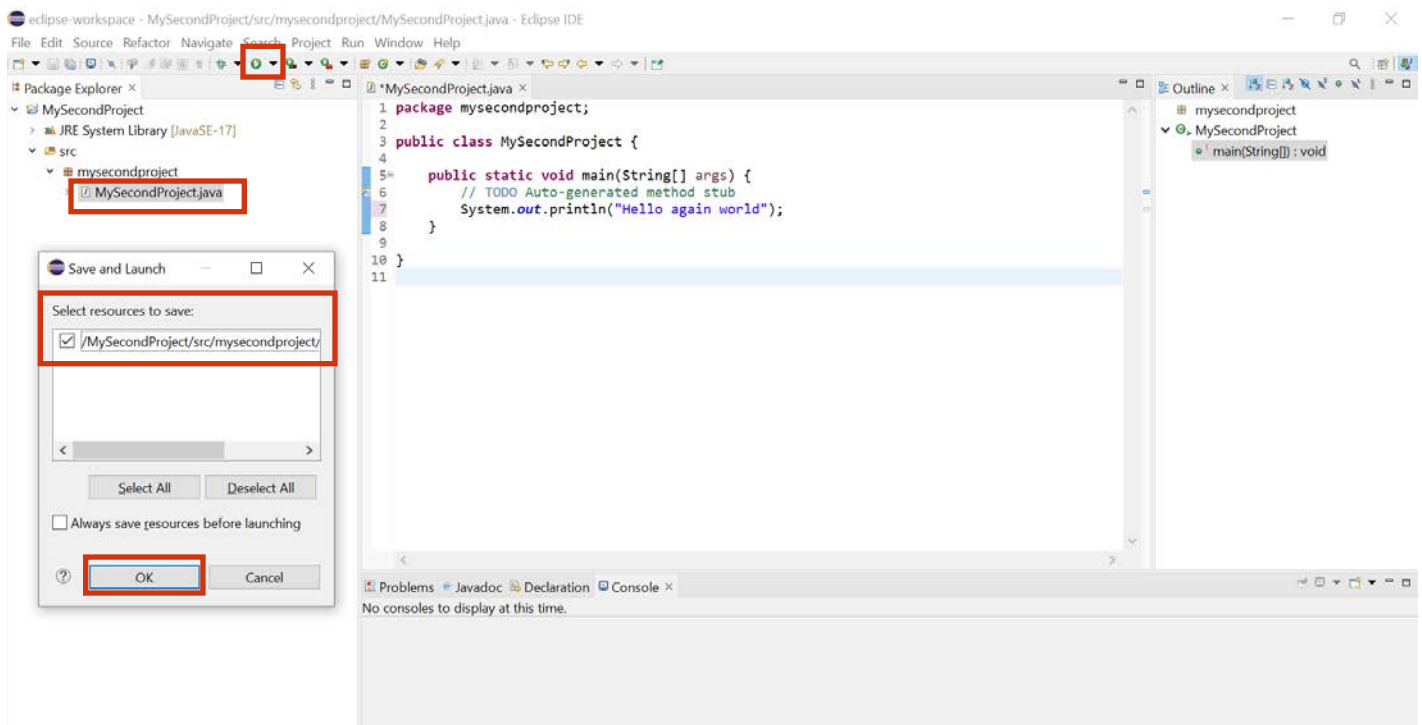 eclipse-workspace - MySecondProject/src/mysecondproject/MySecondProject.java - Eclipse IDE
File Edit Source Refactor Navigate Search Project Run Window Help
Package Explorer ×
MySecondProject
JRE System Library [JavaSE-17]
src
mysecondproject
MySecondProject.java
*MySecondProject.java ×
1 package mysecondproject;
2
3 public class MySecondProject {
4
5 public static void main(String[] args) {
6 // TODO Auto-generated method stub
7 System.out.println("Hello again world");
8 }
9
10 }
11
Outline ×
mysecondproject
MySecondProject
main(String[]) : void
Save and Launch
Select resources to save:
/MySecondProject/src/mysecondproject/
Select All Deselect All
Always save resources before launching
OK Cancel
Problems Javadoc Declaration Console ×
No consoles to display at this time.